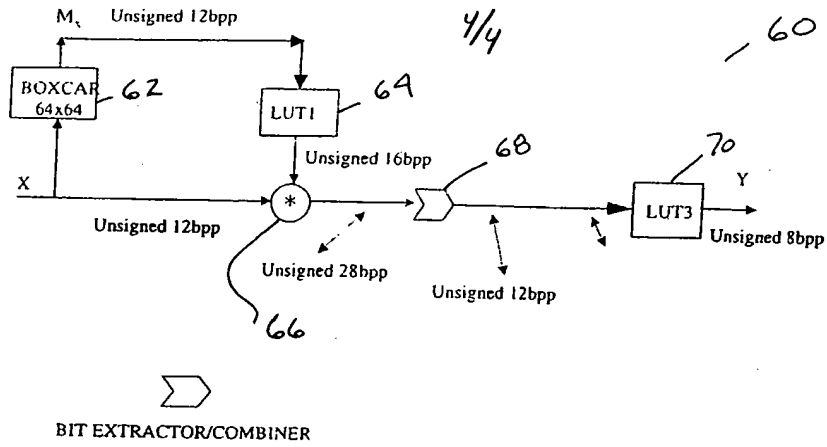 M, Unsigned 12bpp
4/4
60
BOXCAR
64x64
62
LUT1
64
Unsigned 16bpp
68
70
X
*
LUT3
Y
Unsigned 12bpp
Unsigned 8bpp
Unsigned 28bpp
Unsigned 12bpp
66
BIT EXTRACTOR/COMBINER